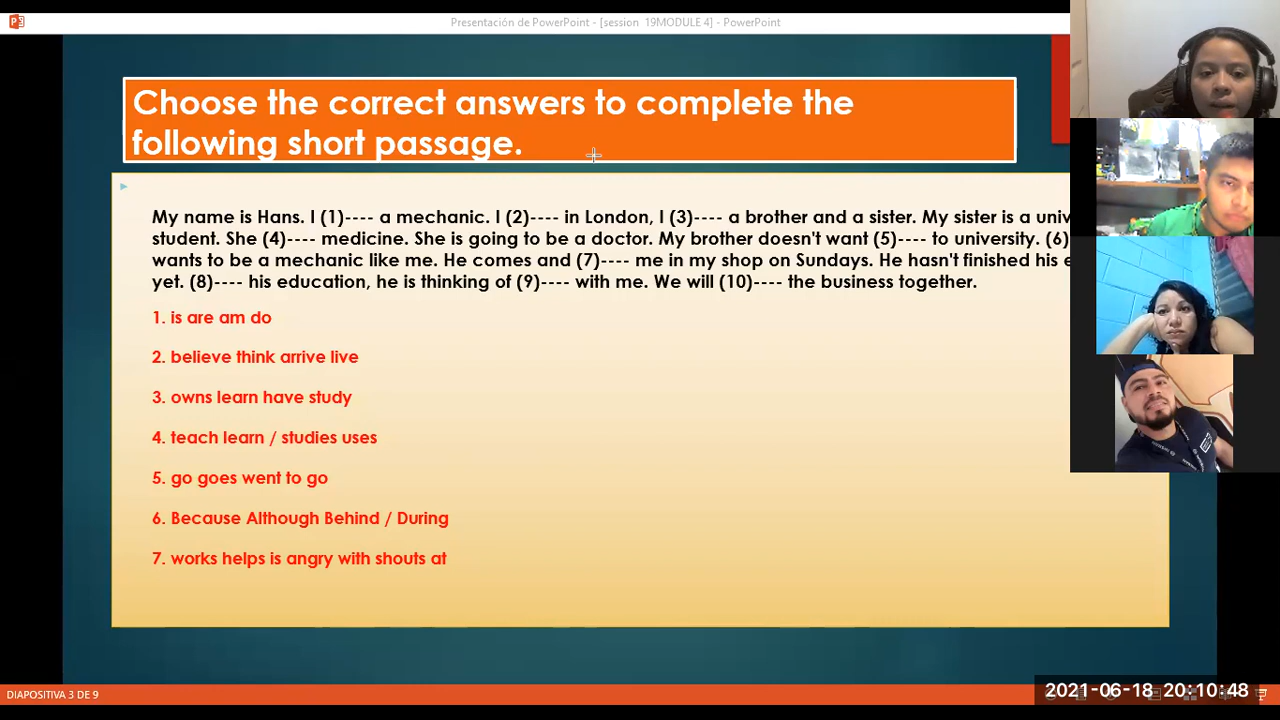 Presentación de PowerPoint - [session 19MODULE 4] - PowerPoint
Choose the correct answers to complete the
following short passage.
My name is Hans. I (1)---- a mechanic. I (2)---- in London, I (3)---- a brother and a sister. My sister is a univ
student. She (4)---- medicine. She is going to be a doctor. My brother doesn't want (5)---- to university. (6)
wants to be a mechanic like me. He comes and (7)---- me in my shop on Sundays. He hasn't finished his e
yet. (8)---- his education, he is thinking of (9)---- with me. We will (10)---- the business together.
1. is are am do
2. believe think arrive live
3. owns learn have study
4. teach learn / studies uses
5. go goes went to go
6. Because Although Behind / During
7. works helps is angry with shouts at
DIAPOSITIVA 3 DE 9
2021-06-18 20:10:48